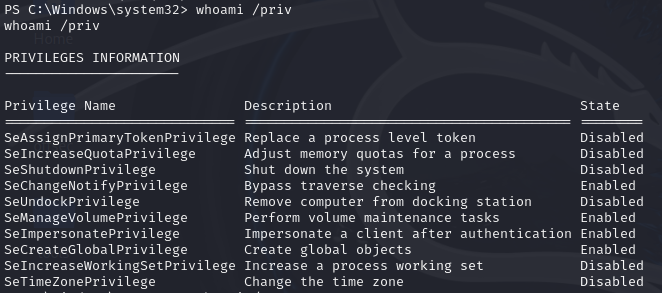 PS C:\Windows\system32> whoami /priv
whoami /priv
PRIVILEGES INFORMATION
Privilege Name Description State
SeAssignPrimaryTokenPrivilege Replace a process level token Disabled
SeIncreaseQuotaPrivilege Adjust memory quotas for a process Disabled
SeShutdownPrivilege Shut down the system Disabled
SeChangeNotifyPrivilege Bypass traverse checking Enabled
SeUndockPrivilege Remove computer from docking station Disabled
SeManageVolumePrivilege Perform volume maintenance tasks Enabled
SeImpersonatePrivilege Impersonate a client after authentication Enabled
SeCreateGlobalPrivilege Create global objects Enabled
SeIncreaseWorkingSetPrivilege Increase a process working set Disabled
SeTimeZonePrivilege Change the time zone Disabled